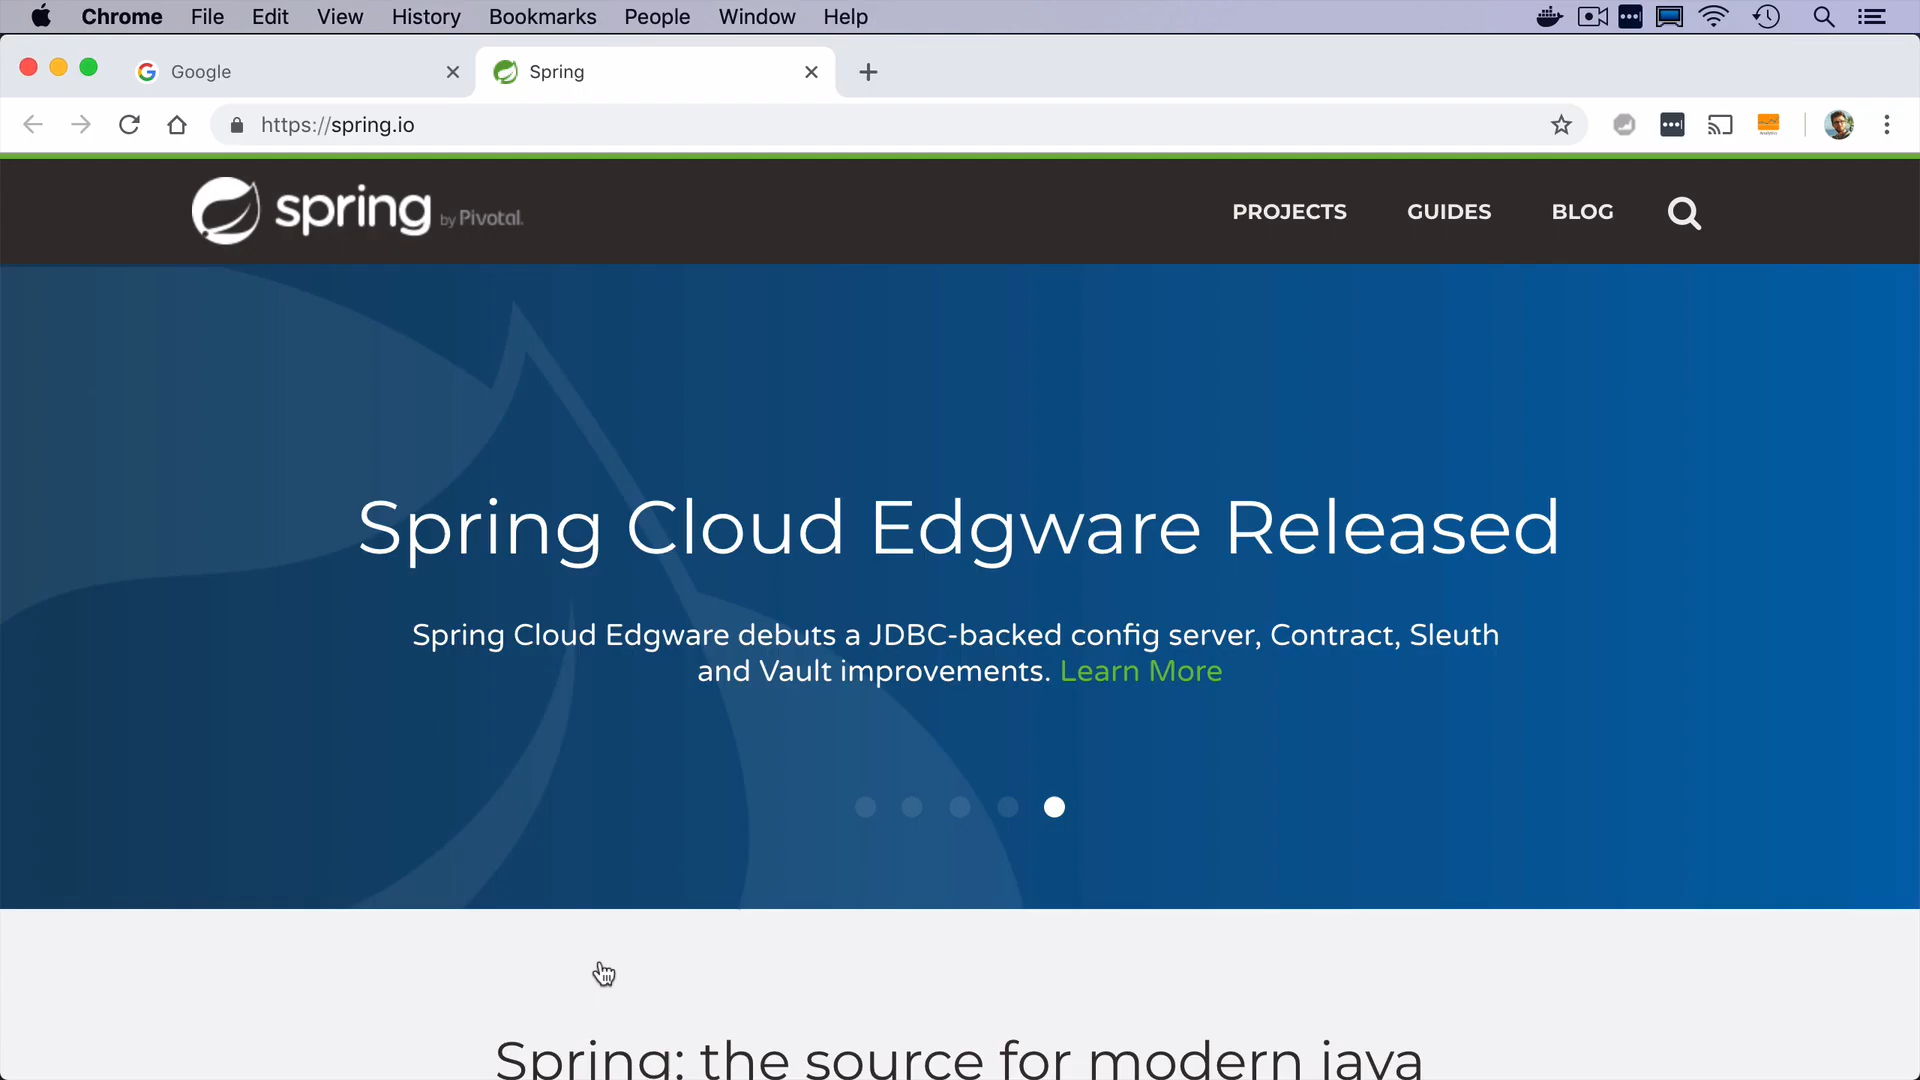 Chrome File Edit View History Bookmarks People Window Help
Google
Spring
https://spring.io
spring by Pivotal.
PROJECTS GUIDES BLOG
Spring Cloud Edgware Released
Spring Cloud Edgware debuts a JDBC-backed config server, Contract, Sleuth
and Vault improvements. Learn More
Spring: the source for modern java